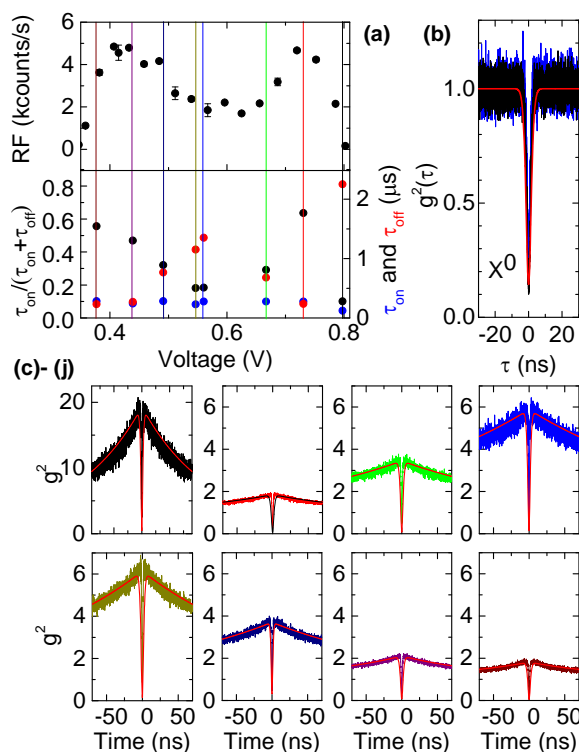 (a)
RF (kcounts/s)
6
4
2
0
τon/(τon+τoff)
0.8
0.6
0.4
0.2
0.0
2
1
0
τon and τoff (μs)
0.4 0.6 0.8
Voltage (V)
(b)
g²(τ)
1.2
1.0
0.5
0.0
X⁰
-20 0 20
τ (ns)
(c)- (j)
g²
20
10
0
6
4
2
0
6
4
2
0
6
4
2
0
g²
6
4
2
0
6
4
2
0
6
4
2
0
6
4
2
0
-50 0 50
-50 0 50
-50 0 50
-50 0 50
Time (ns)
Time (ns)
Time (ns)
Time (ns)